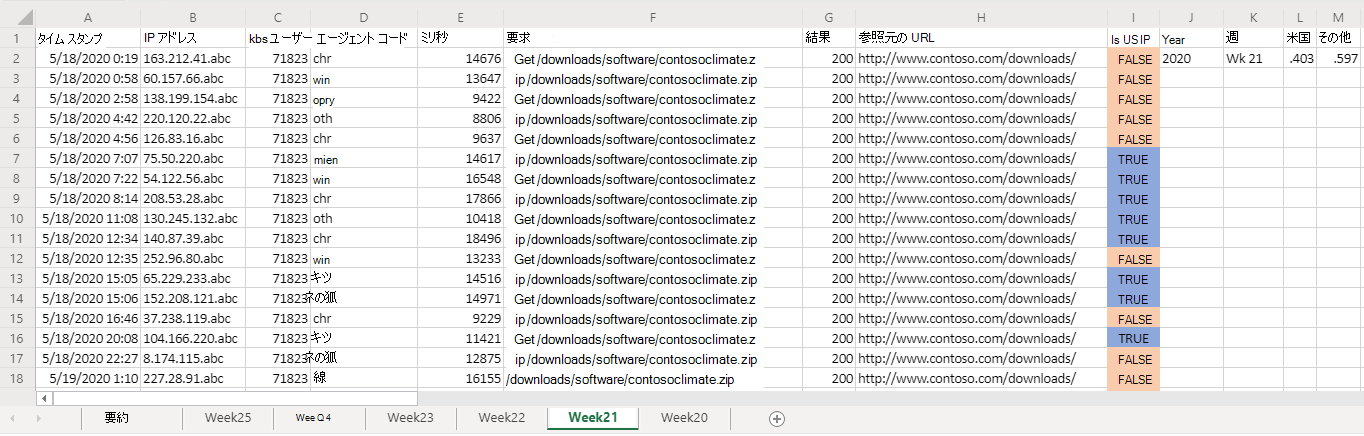 A B C D E F G H I J K L M
1 タイム スタンプ IP アドレス kbs ユーザー エージェント コード ミリ秒 要求 結果 参照元の URL Is US IP Year 週 米国 その他
2 5/18/2020 0:19 163.212.41.abc 71823 chr 14676 Get /downloads/software/contosoclimate.z 200 http://www.contoso.com/downloads/ FALSE 2020 Wk 21 .403 .597
3 5/18/2020 0:58 60.157.66.abc 71823 win 13647 ip/downloads/software/contosoclimate.zip 200 http://www.contoso.com/downloads/ FALSE
4 5/18/2020 2:58 138.199.154.abc 71823 opry 9422 Get /downloads/software/contosoclimate.z 200 http://www.contoso.com/downloads/ FALSE
5 5/18/2020 4:42 220.120.22.abc 71823 oth 8806 ip/downloads/software/contosoclimate.zip 200 http://www.contoso.com/downloads/ FALSE
6 5/18/2020 4:56 126.83.16.abc 71823 chr 9637 Get /downloads/software/contosoclimate.z 200 http://www.contoso.com/downloads/ FALSE
7 5/18/2020 7:07 75.50.220.abc 71823 mien 14617 ip/downloads/software/contosoclimate.zip 200 http://www.contoso.com/downloads/ TRUE
8 5/18/2020 7:22 54.122.56.abc 71823 win 16548 Get /downloads/software/contosoclimate.z 200 http://www.contoso.com/downloads/ TRUE
9 5/18/2020 8:14 208.53.28.abc 71823 chr 17866 ip/downloads/software/contosoclimate.zip 200 http://www.contoso.com/downloads/ TRUE
10 5/18/2020 11:08 130.245.132.abc 71823 oth 10418 Get /downloads/software/contosoclimate.z 200 http://www.contoso.com/downloads/ TRUE
11 5/18/2020 12:34 140.87.39.abc 71823 chr 18496 ip/downloads/software/contosoclimate.zip 200 http://www.contoso.com/downloads/ TRUE
12 5/18/2020 12:35 252.96.80.abc 71823 win 13233 Get /downloads/software/contosoclimate.z 200 http://www.contoso.com/downloads/ FALSE
13 5/18/2020 15:05 65.229.233.abc 71823 キツ 14516 ip/downloads/software/contosoclimate.zip 200 http://www.contoso.com/downloads/ TRUE
14 5/18/2020 15:06 152.208.121.abc 71823 ネの狐 14971 Get /downloads/software/contosoclimate.z 200 http://www.contoso.com/downloads/ TRUE
15 5/18/2020 16:46 37.238.119.abc 71823 chr 9229 ip/downloads/software/contosoclimate.zip 200 http://www.contoso.com/downloads/ FALSE
16 5/18/2020 20:08 104.166.220.abc 71823 キツ 11421 Get /downloads/software/contosoclimate.z 200 http://www.contoso.com/downloads/ TRUE
17 5/18/2020 22:27 8.174.115.abc 71823 ネの狐 12875 ip/downloads/software/contosoclimate.zip 200 http://www.contoso.com/downloads/ FALSE
18 5/19/2020 1:10 227.28.91.abc 71823 線 16155 /downloads/software/contosoclimate.zip 200 http://www.contoso.com/downloads/ FALSE
要約 Week25 Wee Q 4 Week23 Week22 Week21 Week20